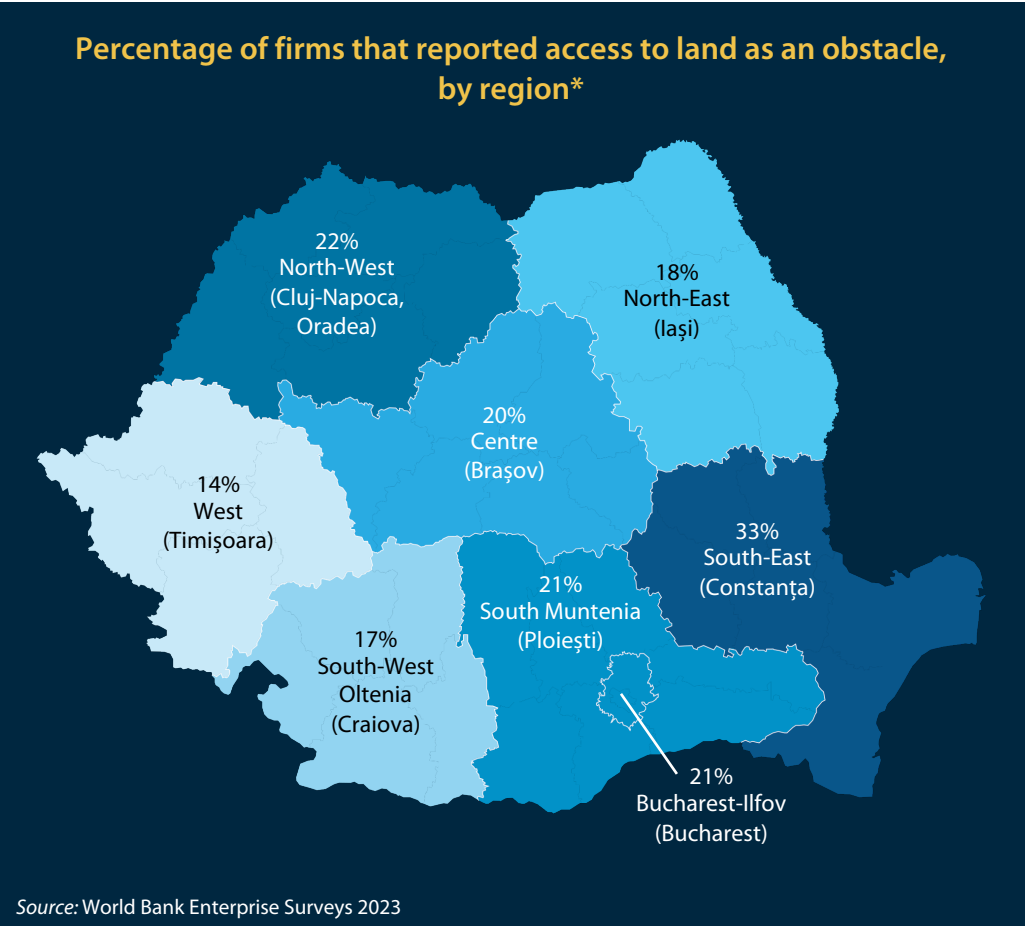 Percentage of firms that reported access to land as an obstacle,
by region*
22%
North-West
(Cluj-Napoca,
Oradea)
18%
North-East
(Iași)
20%
Centre
(Brașov)
14%
West
(Timișoara)
33%
South-East
(Constanța)
21%
South Muntenia
(Ploiești)
17%
South-West
Oltenia
(Craiova)
21%
Bucharest-Ilfov
(Bucharest)
Source: World Bank Enterprise Surveys 2023